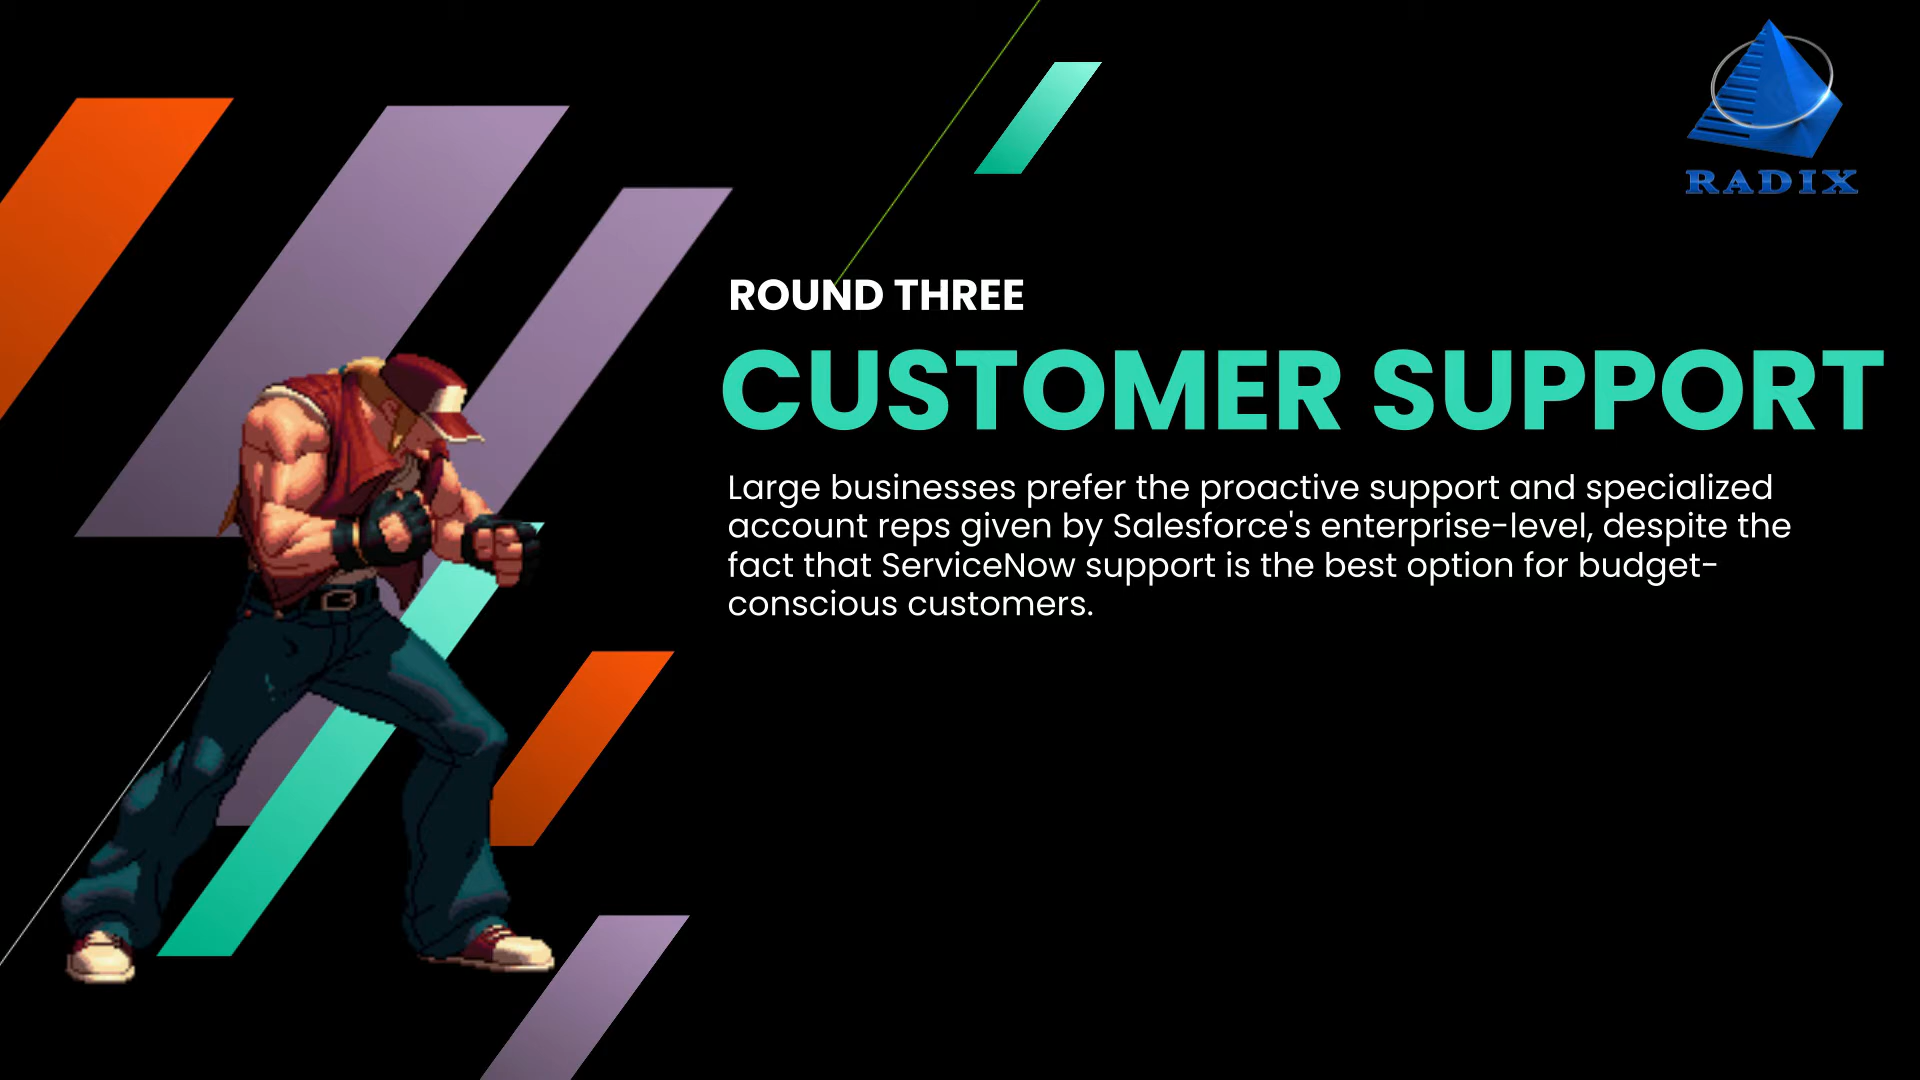 RADIX
ROUND THREE
CUSTOMER SUPPORT
Large businesses prefer the proactive support and specialized
account reps given by Salesforce's enterprise-level, despite the
fact that ServiceNow support is the best option for budget-
conscious customers.